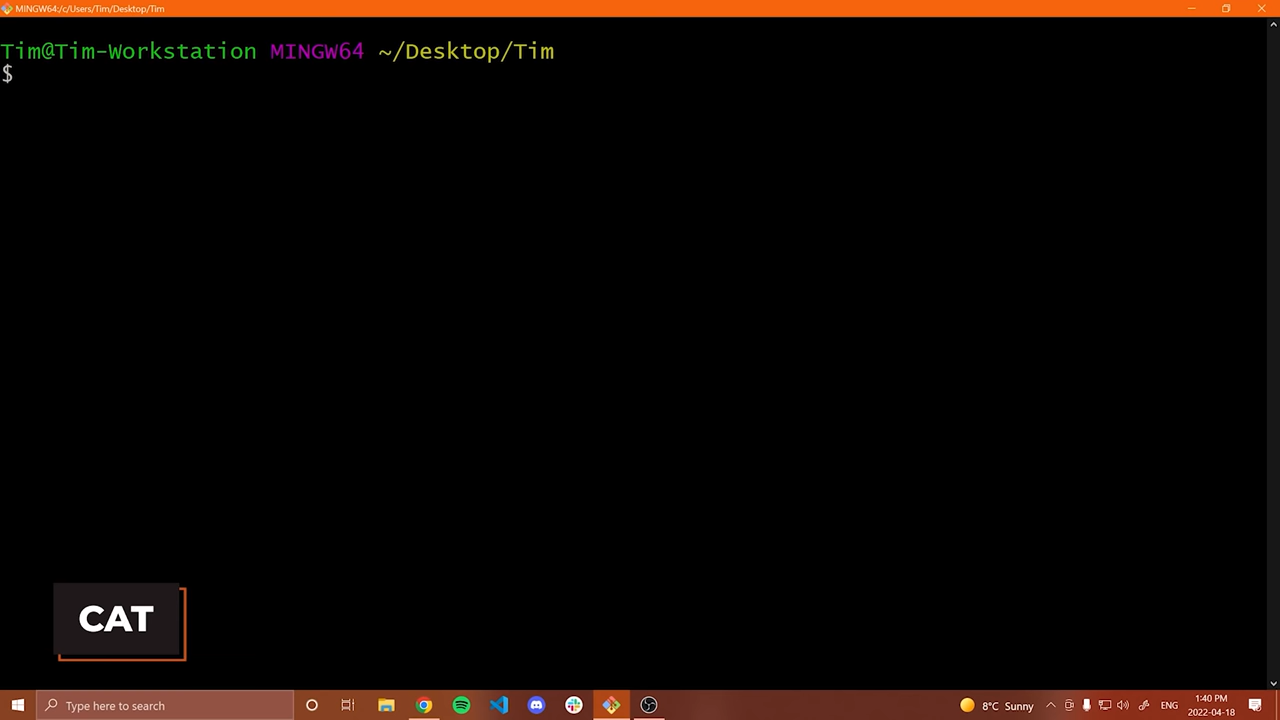 MINGW64:/c/Users/Tim/Desktop/Tim
Tim@Tim-Workstation MINGW64 ~/Desktop/Tim
$
CAT
Type here to search
8°C Sunny
ENG
1:40 PM
2022-04-18